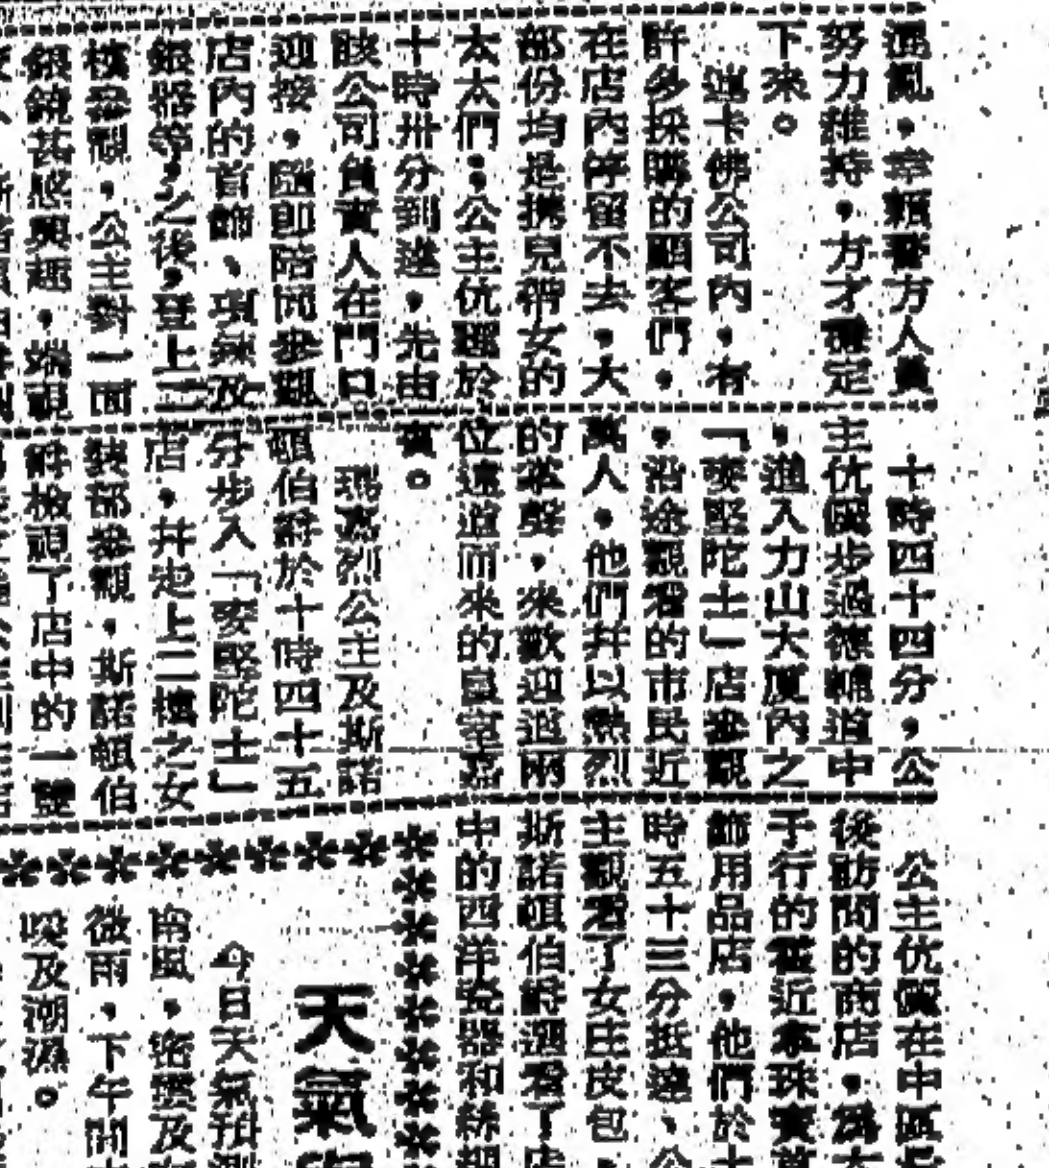 混亂，幸賴警方人員
努力維持，方才穩定
下來。
連卡佛公司內，有
許多採購的顧客們，
在店內停留不去，大
部份均是携兒帶女的
太太們；公主伉儷於
十時卅分到達，先由
該公司負責人在門口
迎接，隨即陪同參觀
店內的首飾、項鍊及
銀器等，之後，登上二
樓參觀，公主對一面
銀鏡甚感興趣，端視
十時四十四分，公
主伉儷步過德輔道中
，進入力山大厦內之
「麥堅陀士」店參觀
，沿途觀看的市民近
萬人，他們幷以熱烈
的掌聲，來歡迎這兩
位遠道而來的皇室嘉
賓。
瑪嘉烈公主及斯諾
頓伯爵於十時四十五
分步入「麥堅陀士」
店，幷走上二樓之女
裝部參觀，斯諾頓伯
爵檢視了店中的一雙
公主伉儷在中區
後訪問的商店，為
于行的 近 珠寶首
飾用品店，他們於十
時五十三分抵達、公
主觀看了女庄皮包，
斯諾頓伯爵選看了店
中的西洋瓷器和絲
天氣
今日天氣預測
南風，密雲及
微雨，下午間
暖及潮濕。